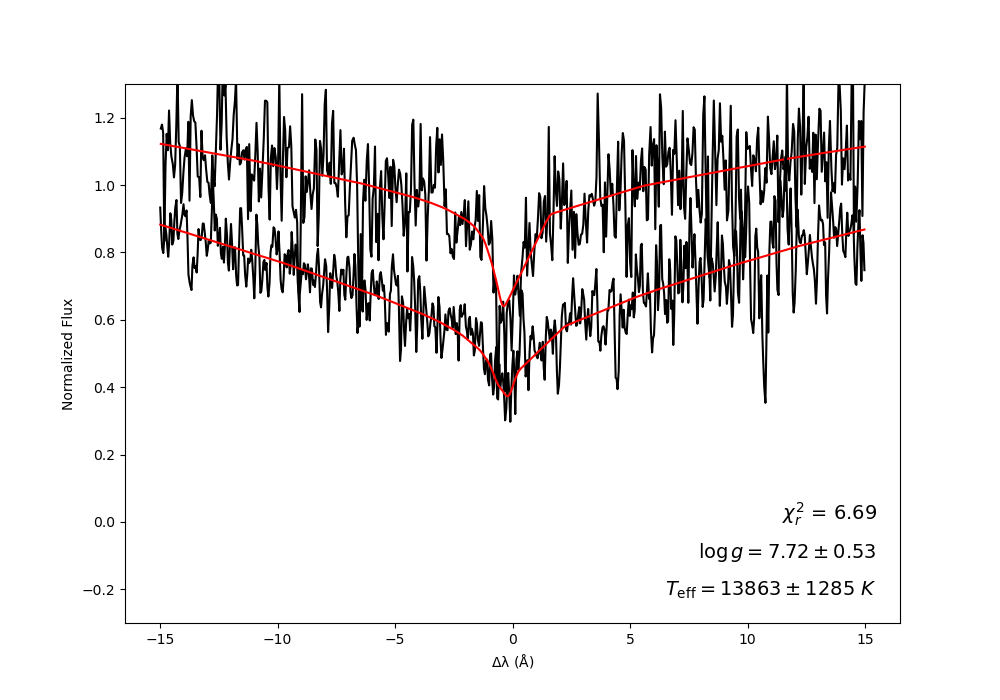 1.2
1.0
0.8
0.6
0.4
0.2
0.0
−0.2
Normalized Flux
χ²ᵣ = 6.69
log g = 7.72 ± 0.53
T_eff = 13863 ± 1285 K
−15 −10 −5 0 5 10 15
Δλ (Å)